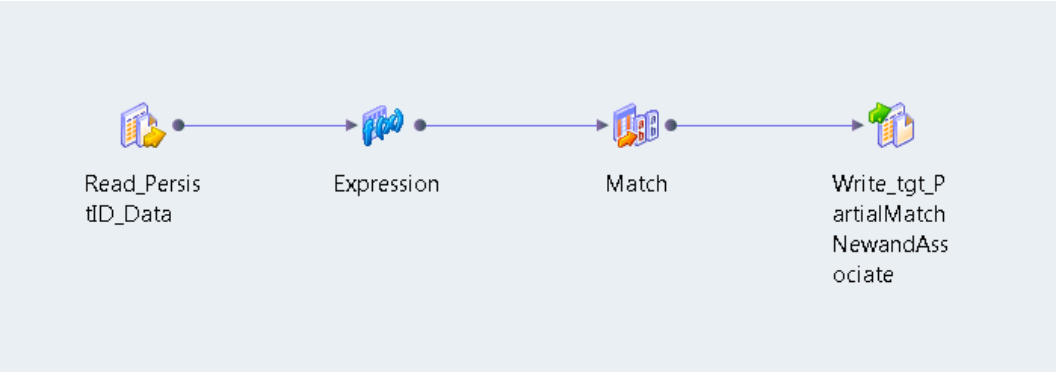 Read_Persis
tID_Data
Expression
Match
Write_tgt_P
artialMatch
NewandAss
ociate